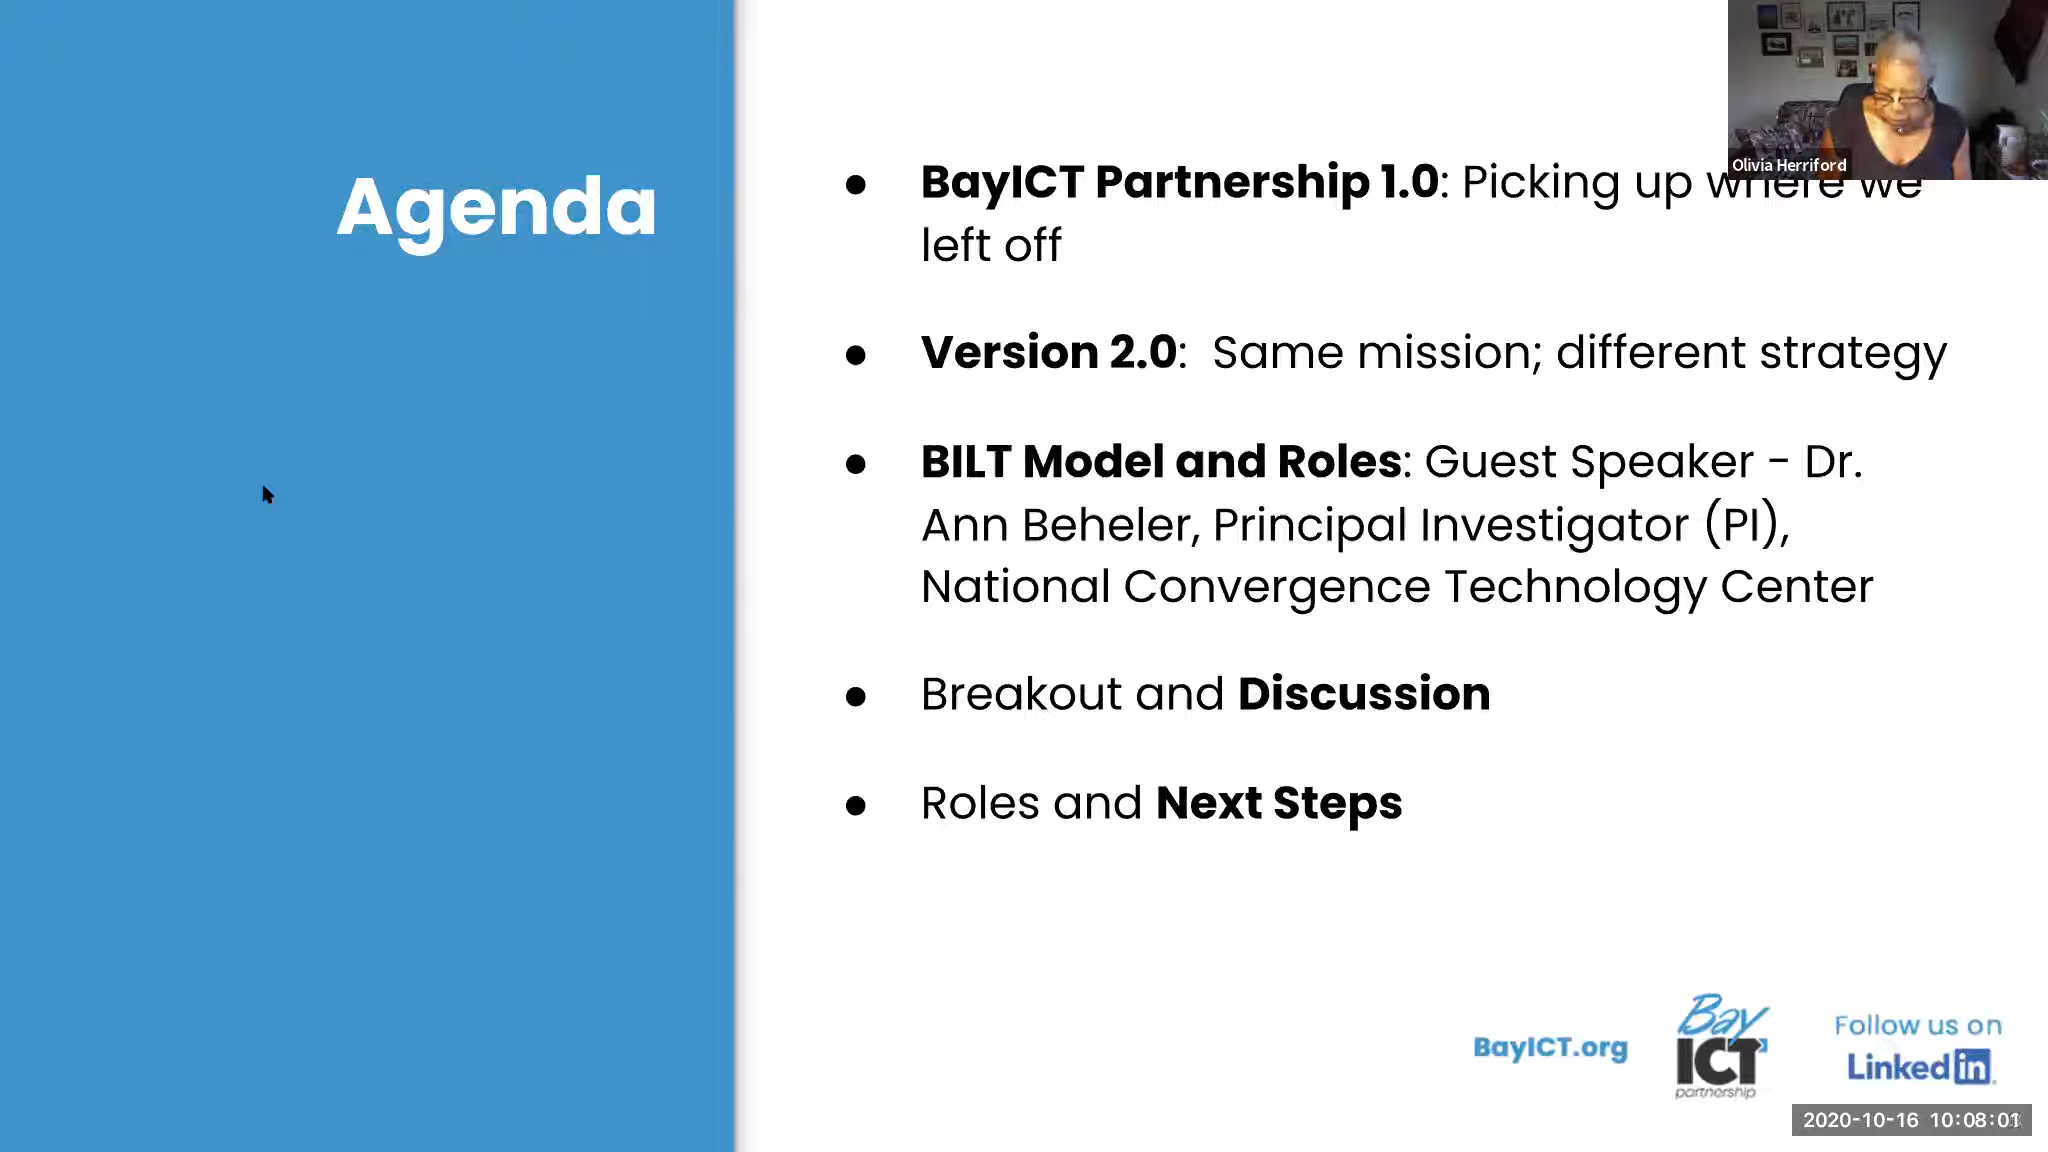 Agenda
Olivia Herriford
● BayICT Partnership 1.0: Picking up where we
left off
● Version 2.0:  Same mission; different strategy
● BILT Model and Roles: Guest Speaker - Dr.
Ann Beheler, Principal Investigator (PI),
National Convergence Technology Center
● Breakout and Discussion
● Roles and Next Steps
BayICT.org
Bay
ICT
partnership
Follow us on
Linked in
2020-10-16 10:08:01